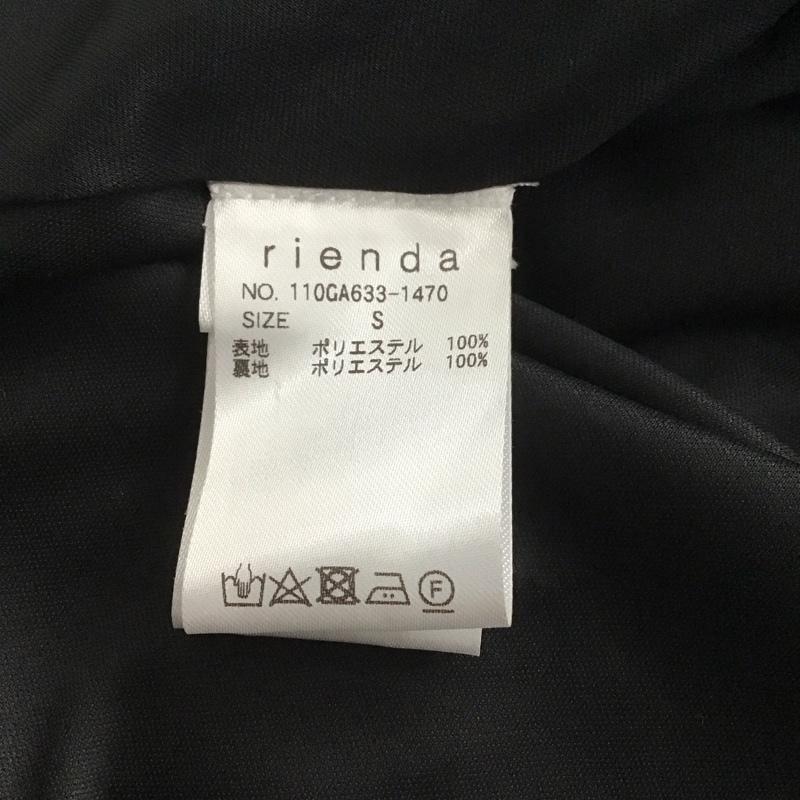 rienda
NO. 110GA633-1470
SIZE S
表地 ポリエステル 100%
裏地 ポリエステル 100%
F